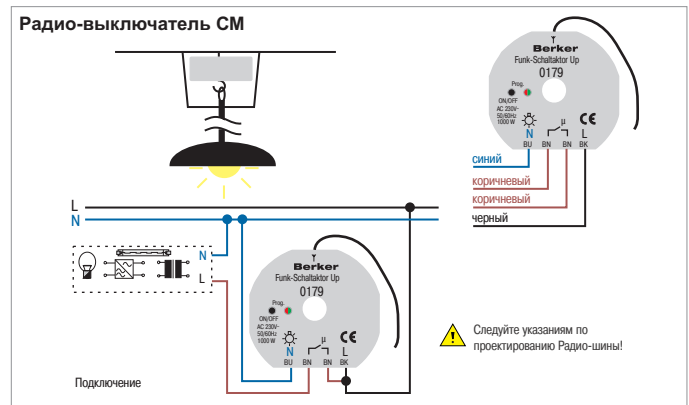 Радио-выключатель СМ
Berker
Funk-Schaltaktor Up
0179
Prog.
ON/OFF
AC 230V~
50/60Hz
1000 W
µ
CE
N
L
BU BN BN BK
синий
коричневый
коричневый
черный
L
N
N
L
Berker
Funk-Schaltaktor Up
0179
Prog.
ON/OFF
AC 230V~
50/60Hz
1000 W
µ
CE
N
L
BU BN BN BK
Следуйте указаниям по
проектированию Радио-шины!
Подключение